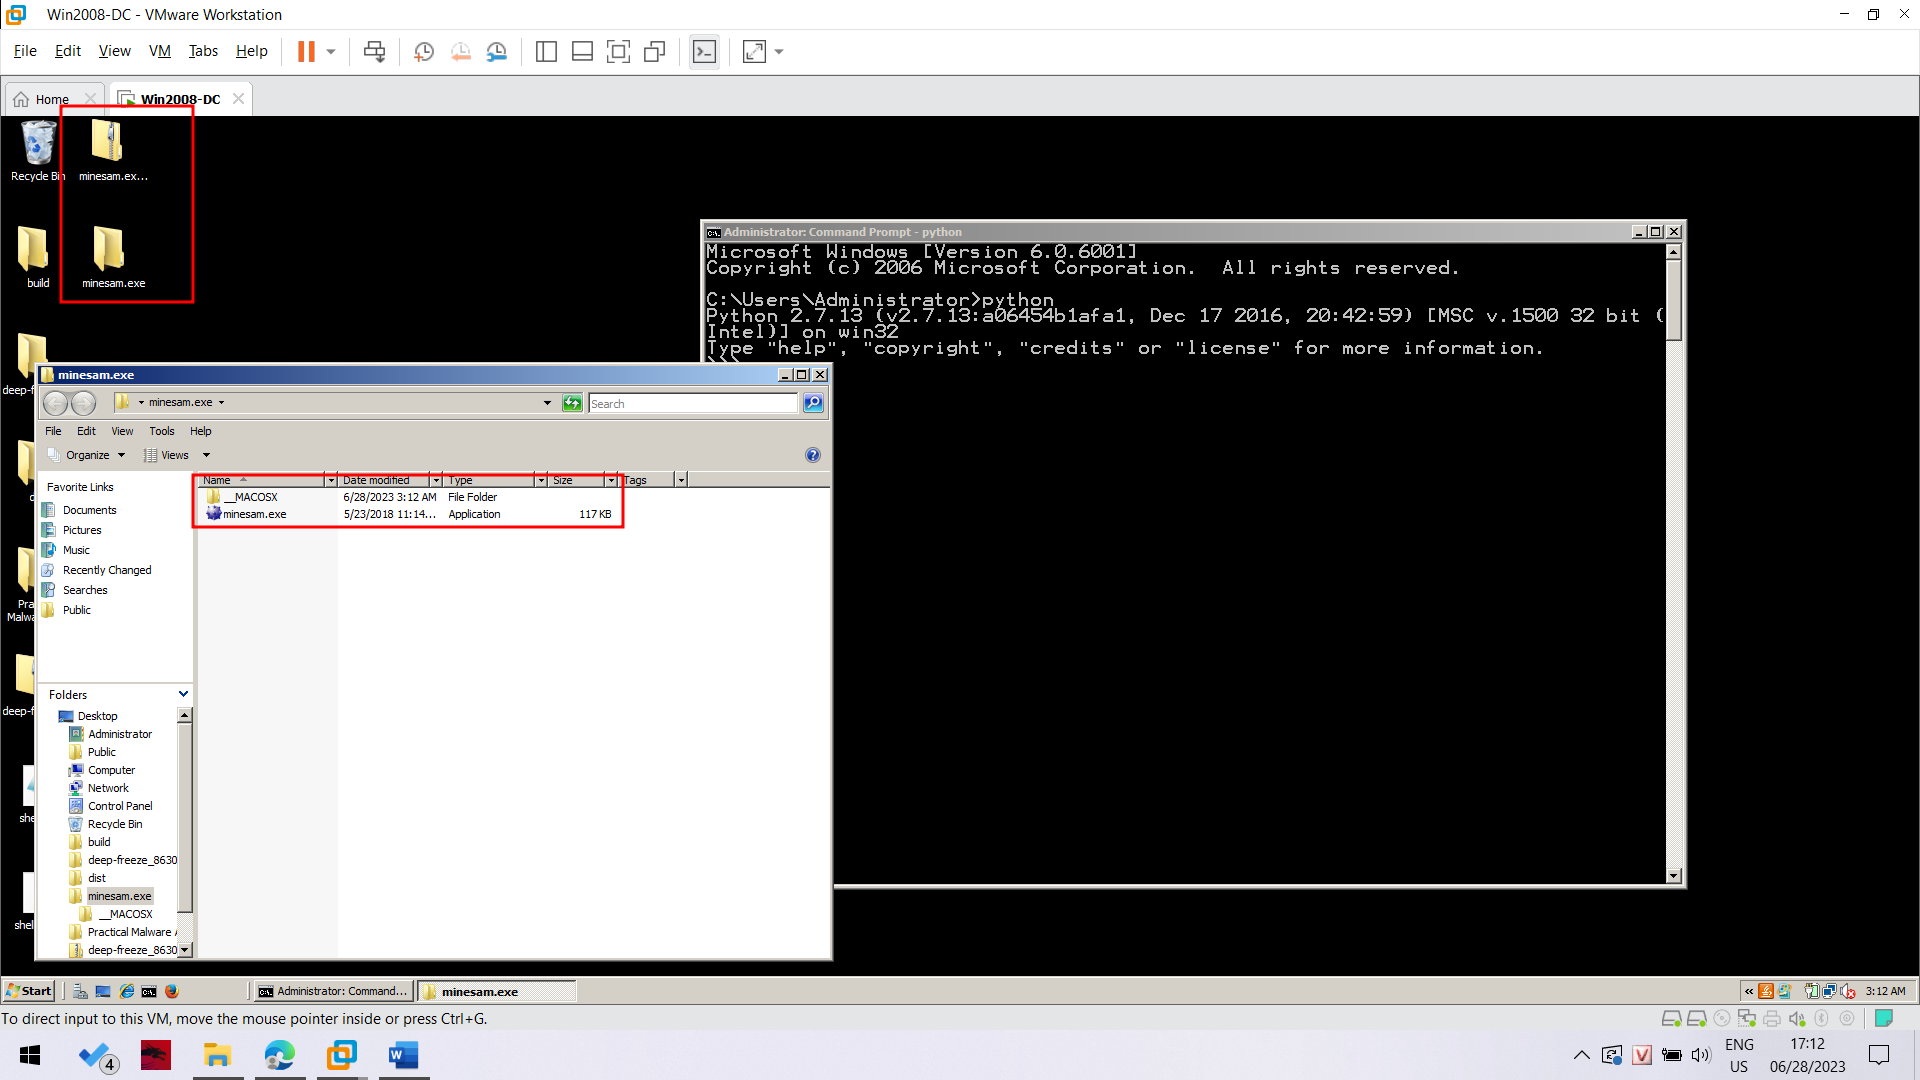 Win2008-DC - VMware Workstation
File Edit View VM Tabs Help
Home Win2008-DC
Recycle Bin minesam.ex...
build minesam.exe
deep-f
d
Pra
Malwa
deep-f
she
shel
Administrator: Command Prompt - python
Microsoft Windows [Version 6.0.6001]
Copyright (c) 2006 Microsoft Corporation. All rights reserved.
C:\Users\Administrator>python
Python 2.7.13 (v2.7.13:a06454b1afa1, Dec 17 2016, 20:42:59) [MSC v.1500 32 bit (
Intel)] on win32
Type "help", "copyright", "credits" or "license" for more information.
>>>
minesam.exe
minesam.exe Search
File Edit View Tools Help
Organize Views
Name Date modified Type Size Tags
__MACOSX 6/28/2023 3:12 AM File Folder
minesam.exe 5/23/2018 11:14... Application 117 KB
Favorite Links
Documents
Pictures
Music
Recently Changed
Searches
Public
Folders
Desktop
Administrator
Public
Computer
Network
Control Panel
Recycle Bin
build
deep-freeze_8630
dist
minesam.exe
__MACOSX
Practical Malware A
deep-freeze_8630
Start Administrator: Command... minesam.exe 3:12 AM
To direct input to this VM, move the mouse pointer inside or press Ctrl+G.
4 ENG 17:12
US 06/28/2023